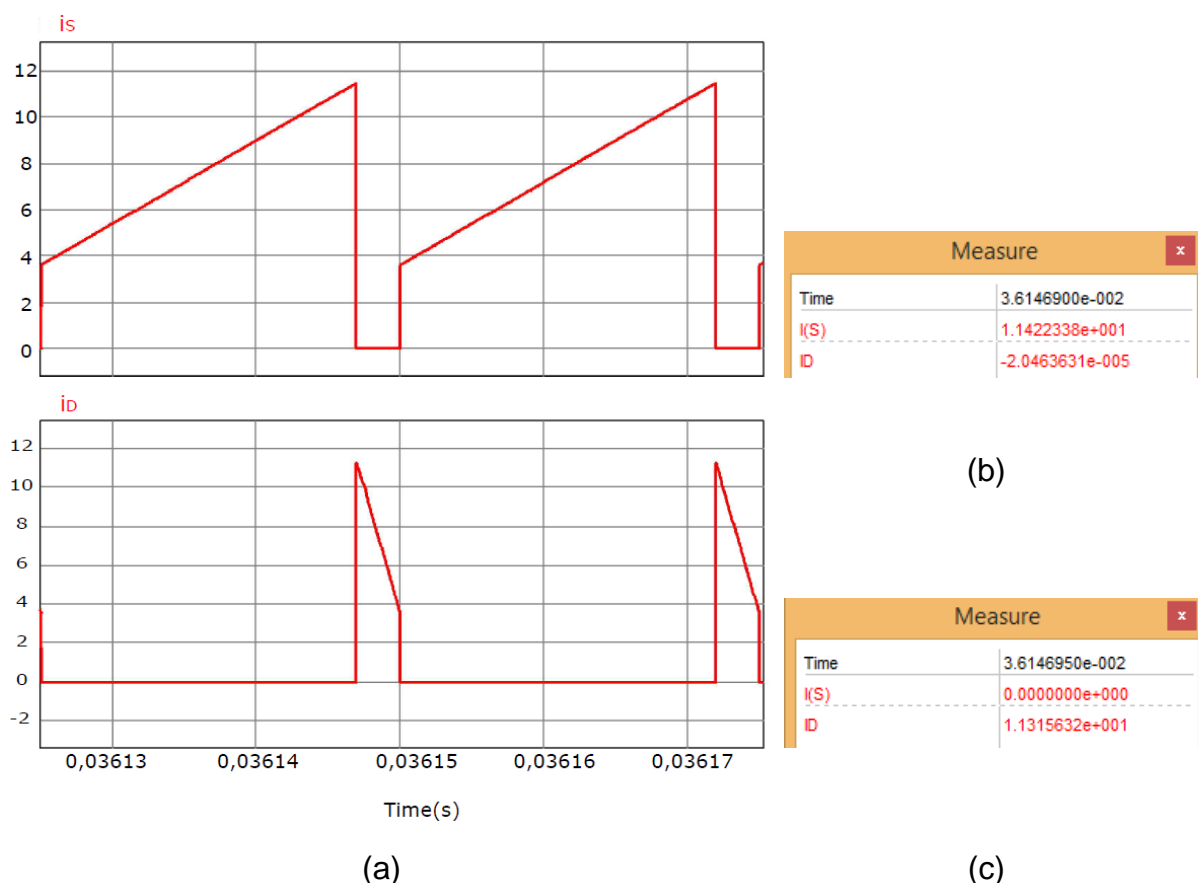 iS
12
10
8
6
4
2
0
iD
12
10
8
6
4
2
0
-2
0,03613 0,03614 0,03615 0,03616 0,03617
Time(s)
(a)
Measure x
Time 3.6146900e-002
I(S) 1.1422338e+001
ID -2.0463631e-005
(b)
Measure x
Time 3.6146950e-002
I(S) 0.0000000e+000
ID 1.1315632e+001
(c)